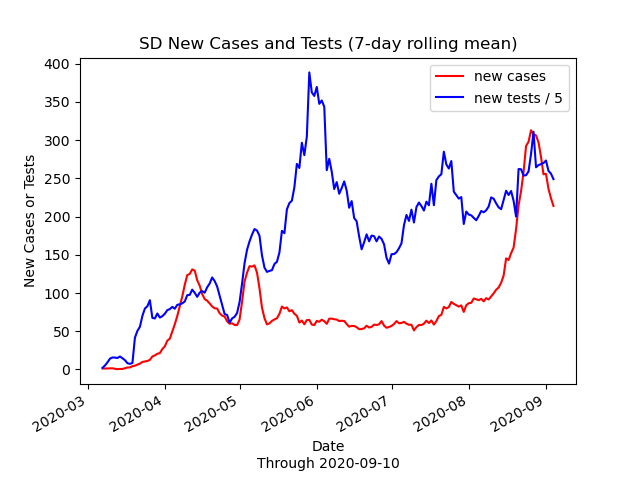 SD New Cases and Tests (7-day rolling mean)
new cases
new tests / 5
New Cases or Tests
400
350
300
250
200
150
100
50
0
2020-03
2020-04
2020-05
2020-06
2020-07
2020-08
2020-09
Date
Through 2020-09-10